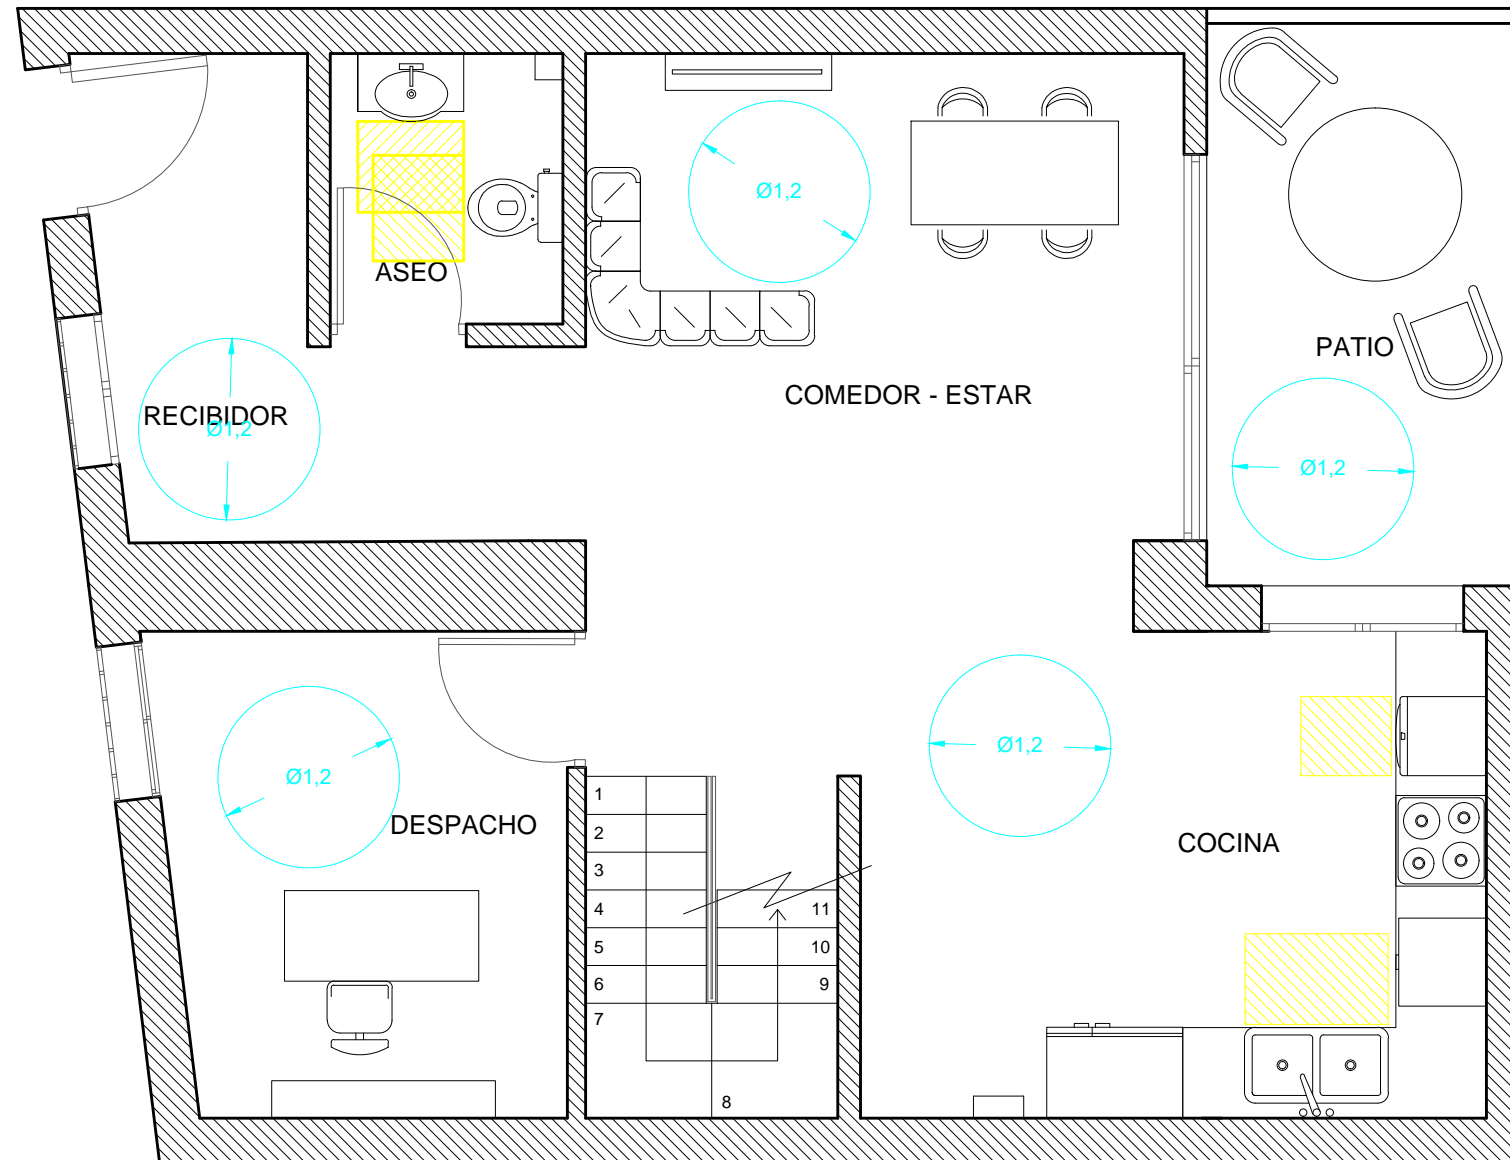 Ø1,2
ASEO
PATIO
COMEDOR - ESTAR
RECIBIDOR
Ø1,2
Ø1,2
Ø1,2
Ø1,2
DESPACHO
COCINA
1
2
3
4
5
6
7
8
9
10
11